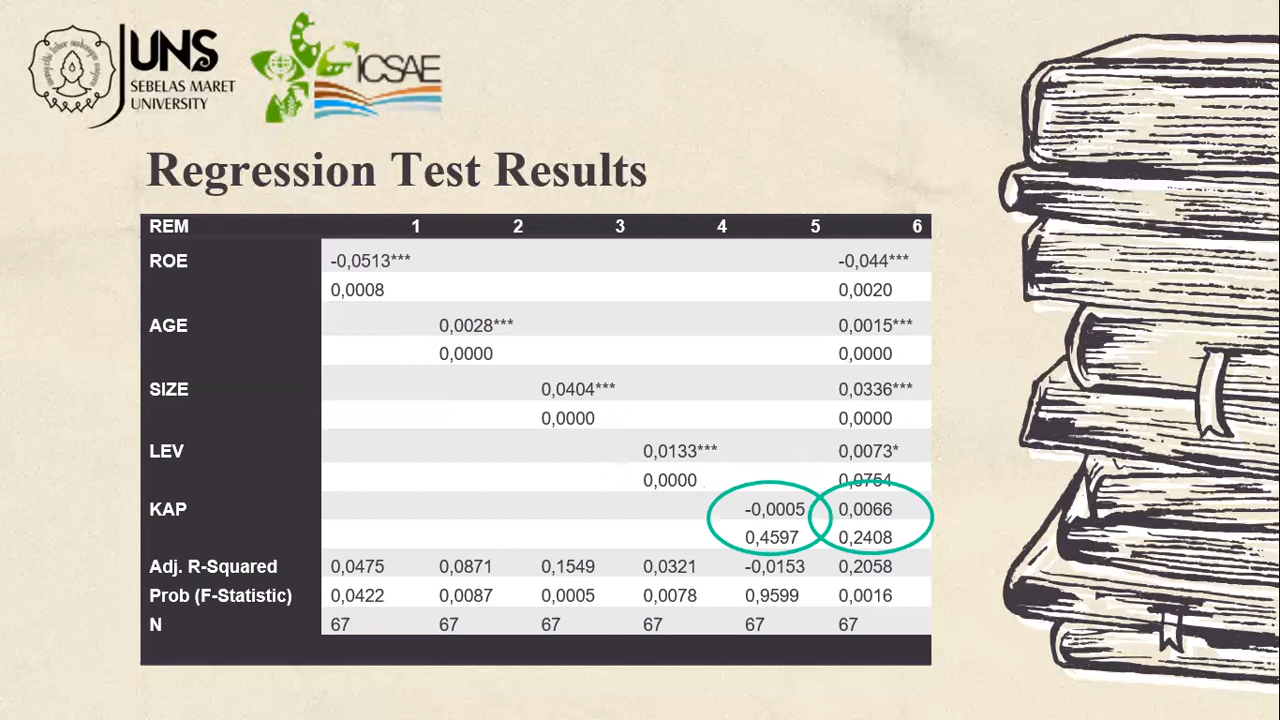 UNS
SEBELAS MARET
UNIVERSITY
ICSAE
Regression Test Results
REM 1 2 3 4 5 6
ROE -0,0513*** -0,044***
0,0008 0,0020
AGE 0,0028*** 0,0015***
0,0000 0,0000
SIZE 0,0404*** 0,0336***
0,0000 0,0000
LEV 0,0133*** 0,0073*
0,0000 0,0754
KAP -0,0005 0,0066
0,4597 0,2408
Adj. R-Squared 0,0475 0,0871 0,1549 0,0321 -0,0153 0,2058
Prob (F-Statistic) 0,0422 0,0087 0,0005 0,0078 0,9599 0,0016
N 67 67 67 67 67 67